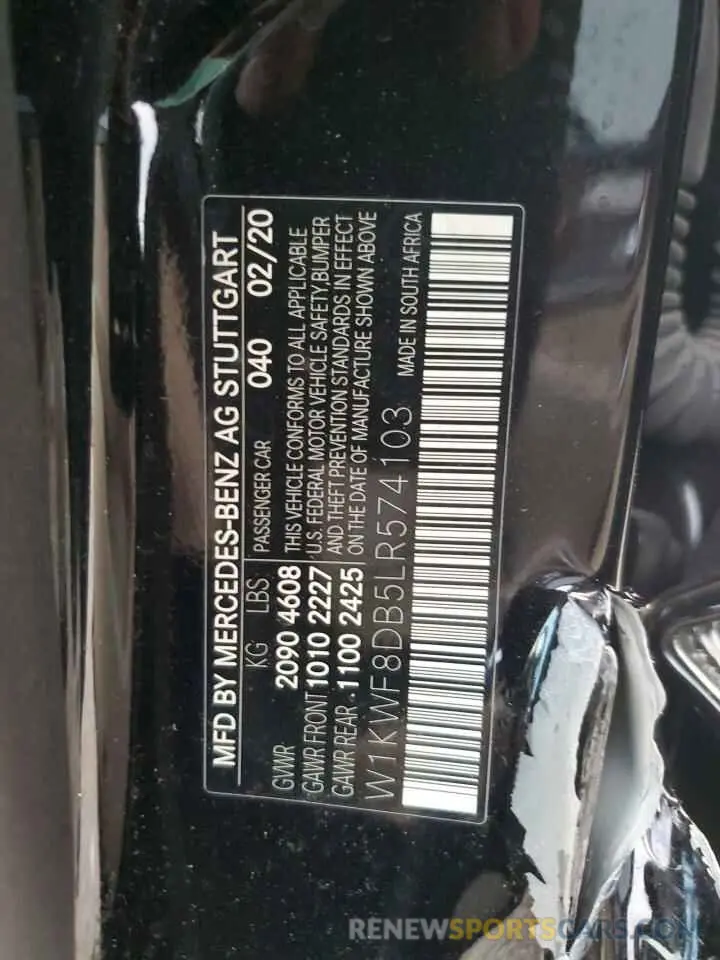 MFD BY MERCEDES-BENZ AG STUTTGART
KG LBS PASSENGER CAR 040 02/20
GVWR 2090 4608 THIS VEHICLE CONFORMS TO ALL APPLICABLE
GAWR FRONT 1010 2227 U.S. FEDERAL MOTOR VEHICLE SAFETY,BUMPER
GAWR REAR 1100 2425 AND THEFT PREVENTION STANDARDS IN EFFECT
ON THE DATE OF MANUFACTURE SHOWN ABOVE
W1KWF8DB5LR574103 MADE IN SOUTH AFRICA
RENEWSPORTSCARS.COM